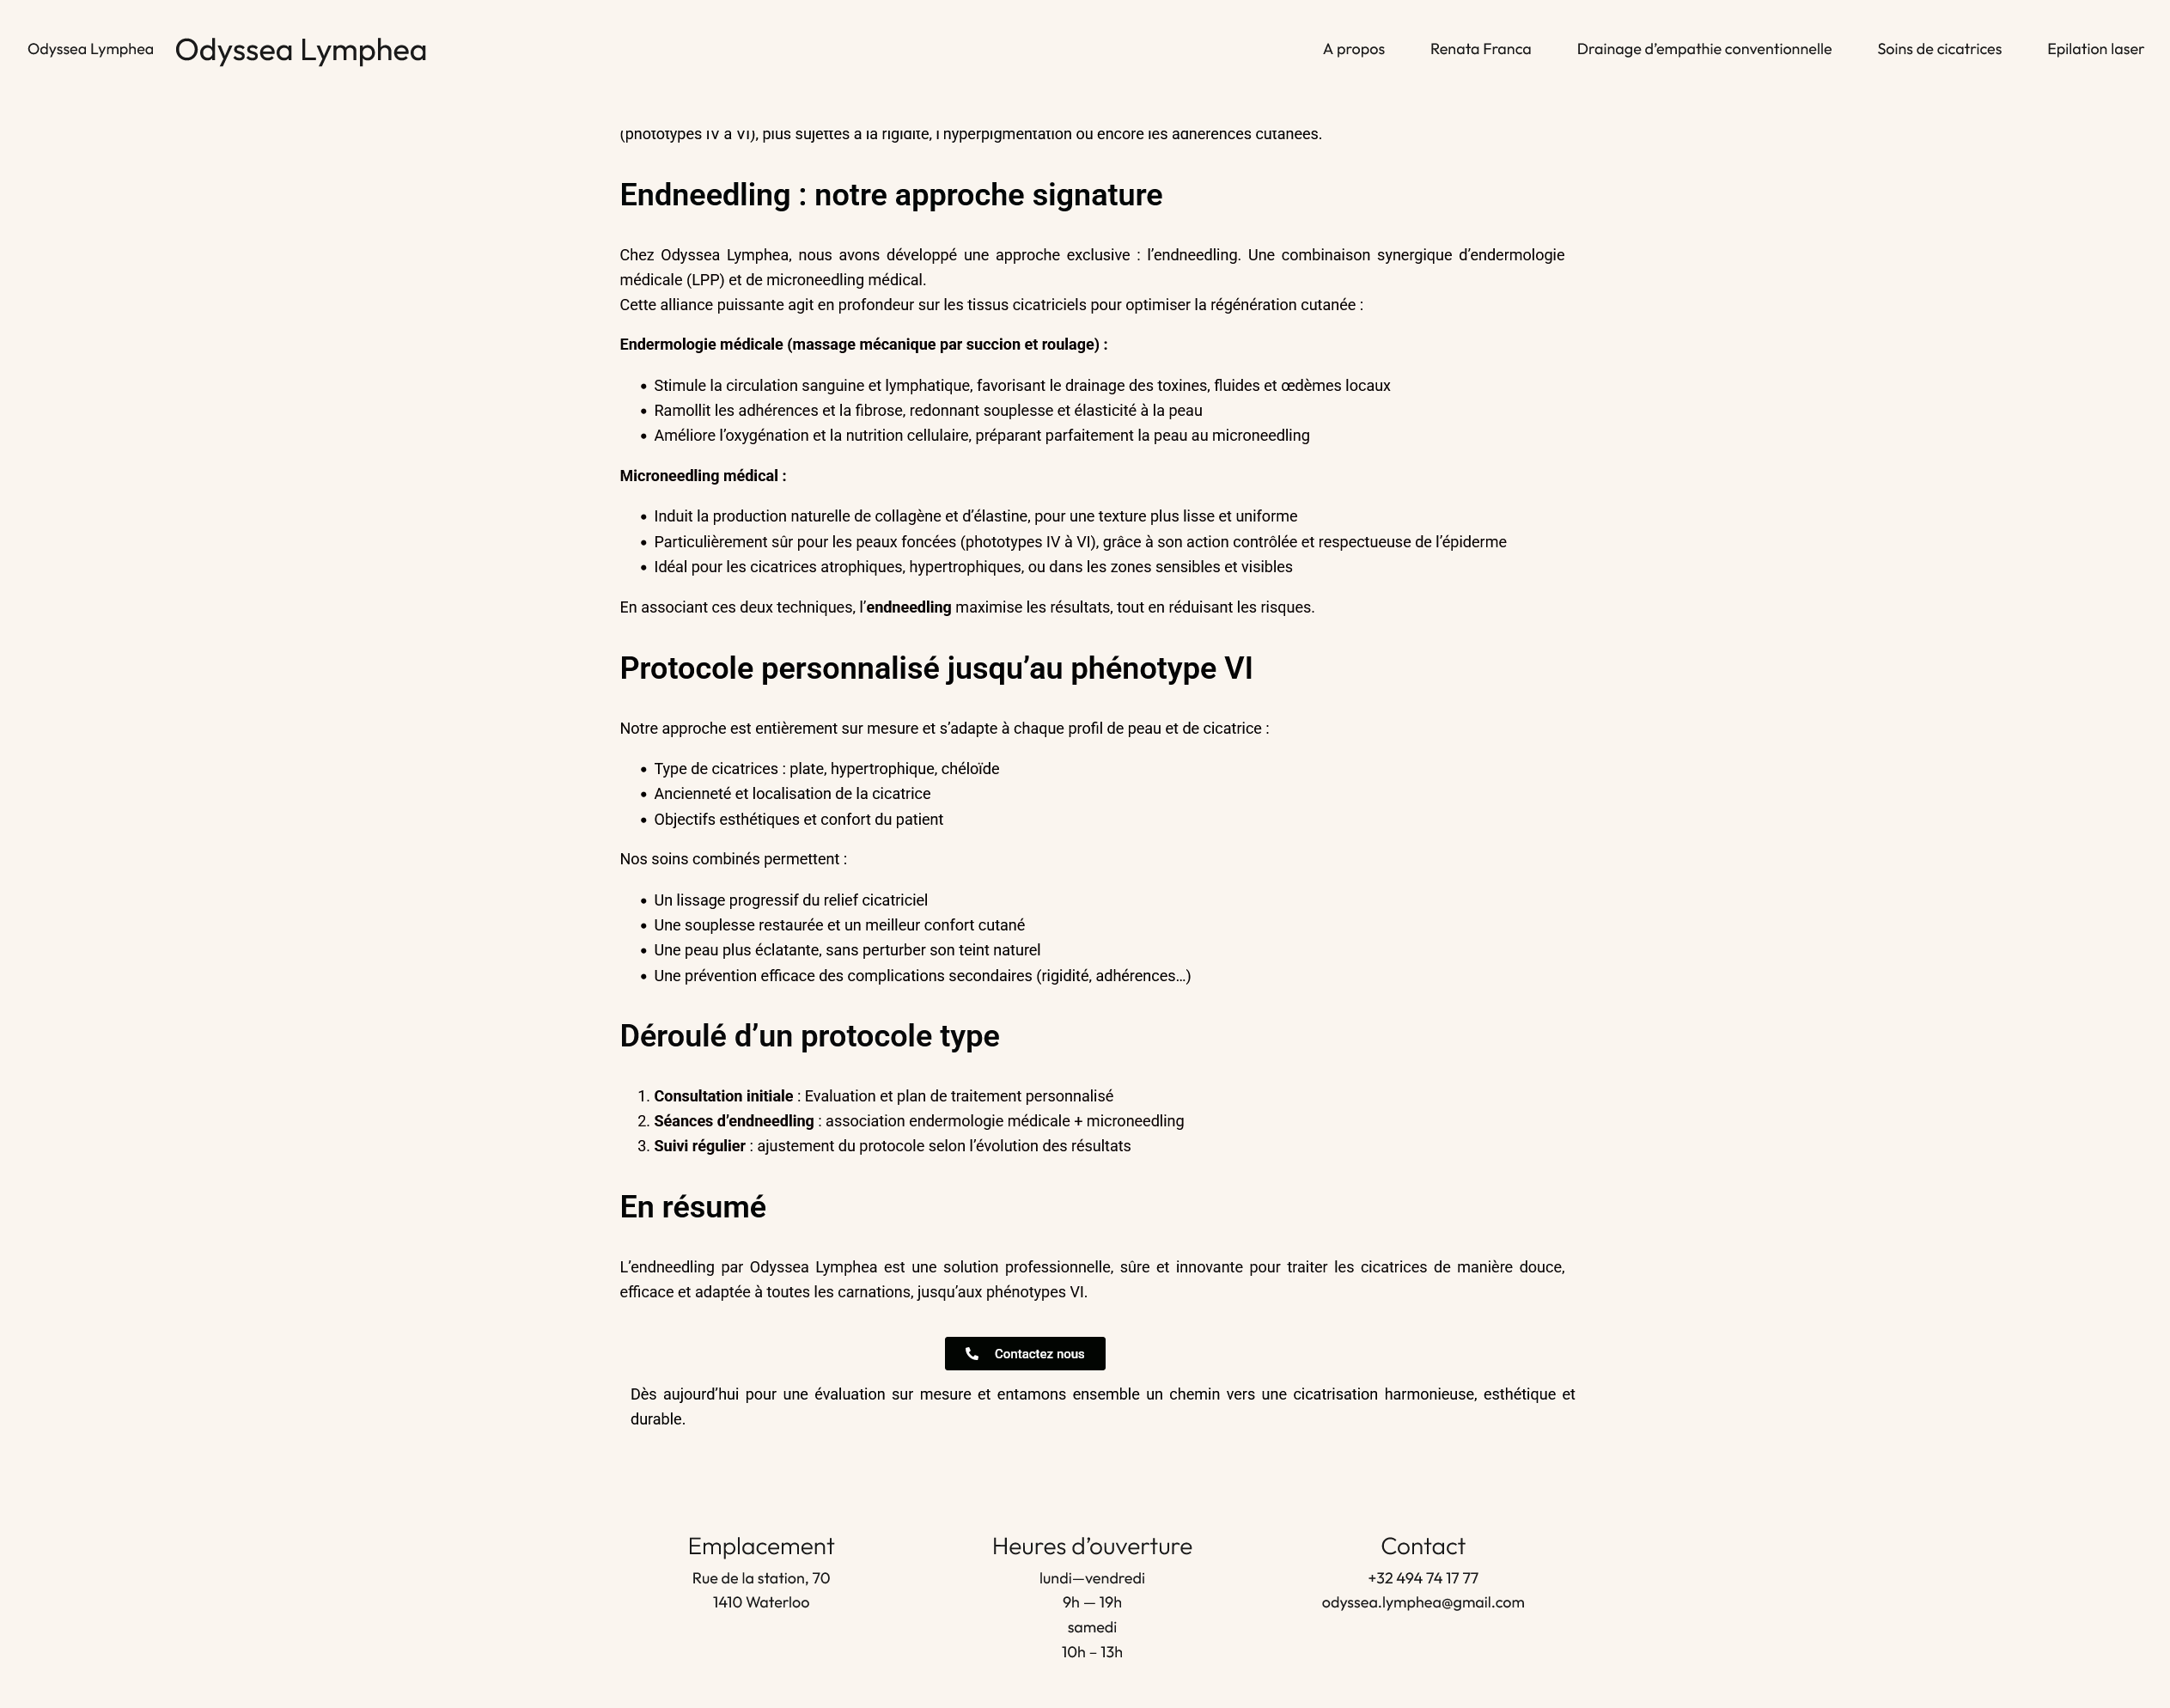 Odyssea Lymphea
Odyssea Lymphea
A propos
Renata Franca
Drainage d’empathie conventionnelle
Soins de cicatrices
Epilation laser
(phototypes IV à VI), plus sujettes à la rigidité, l’hyperpigmentation ou encore les adhérences cutanées.
Endneedling : notre approche signature
Chez Odyssea Lymphea, nous avons développé une approche exclusive : l’endneedling. Une combinaison synergique d’endermologie
médicale (LPP) et de microneedling médical.
Cette alliance puissante agit en profondeur sur les tissus cicatriciels pour optimiser la régénération cutanée :
Endermologie médicale (massage mécanique par succion et roulage) :
• Stimule la circulation sanguine et lymphatique, favorisant le drainage des toxines, fluides et œdèmes locaux
• Ramollit les adhérences et la fibrose, redonnant souplesse et élasticité à la peau
• Améliore l’oxygénation et la nutrition cellulaire, préparant parfaitement la peau au microneedling
Microneedling médical :
• Induit la production naturelle de collagène et d’élastine, pour une texture plus lisse et uniforme
• Particulièrement sûr pour les peaux foncées (phototypes IV à VI), grâce à son action contrôlée et respectueuse de l’épiderme
• Idéal pour les cicatrices atrophiques, hypertrophiques, ou dans les zones sensibles et visibles
En associant ces deux techniques, l’endneedling maximise les résultats, tout en réduisant les risques.
Protocole personnalisé jusqu’au phénotype VI
Notre approche est entièrement sur mesure et s’adapte à chaque profil de peau et de cicatrice :
• Type de cicatrices : plate, hypertrophique, chéloïde
• Ancienneté et localisation de la cicatrice
• Objectifs esthétiques et confort du patient
Nos soins combinés permettent :
• Un lissage progressif du relief cicatriciel
• Une souplesse restaurée et un meilleur confort cutané
• Une peau plus éclatante, sans perturber son teint naturel
• Une prévention efficace des complications secondaires (rigidité, adhérences…)
Déroulé d’un protocole type
1. Consultation initiale : Evaluation et plan de traitement personnalisé
2. Séances d’endneedling : association endermologie médicale + microneedling
3. Suivi régulier : ajustement du protocole selon l’évolution des résultats
En résumé
L’endneedling par Odyssea Lymphea est une solution professionnelle, sûre et innovante pour traiter les cicatrices de manière douce,
efficace et adaptée à toutes les carnations, jusqu’aux phénotypes VI.
Contactez nous
Dès aujourd’hui pour une évaluation sur mesure et entamons ensemble un chemin vers une cicatrisation harmonieuse, esthétique et
durable.
Emplacement
Rue de la station, 70
1410 Waterloo
Heures d’ouverture
lundi—vendredi
9h — 19h
samedi
10h – 13h
Contact
+32 494 74 17 77
odyssea.lymphea@gmail.com